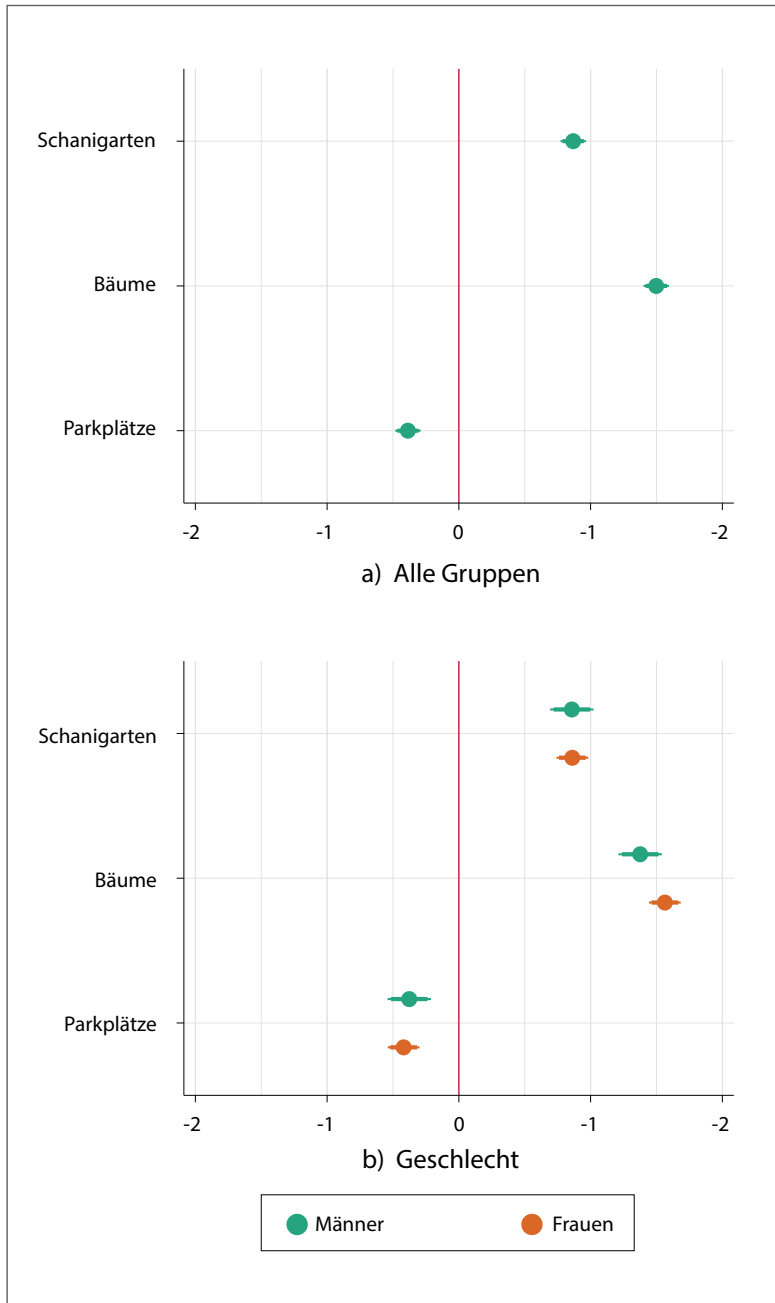 Schanigarten
Bäume
Parkplätze
-2 -1 0 -1 -2
a) Alle Gruppen
Schanigarten
Bäume
Parkplätze
-2 -1 0 -1 -2
b) Geschlecht
Männer Frauen